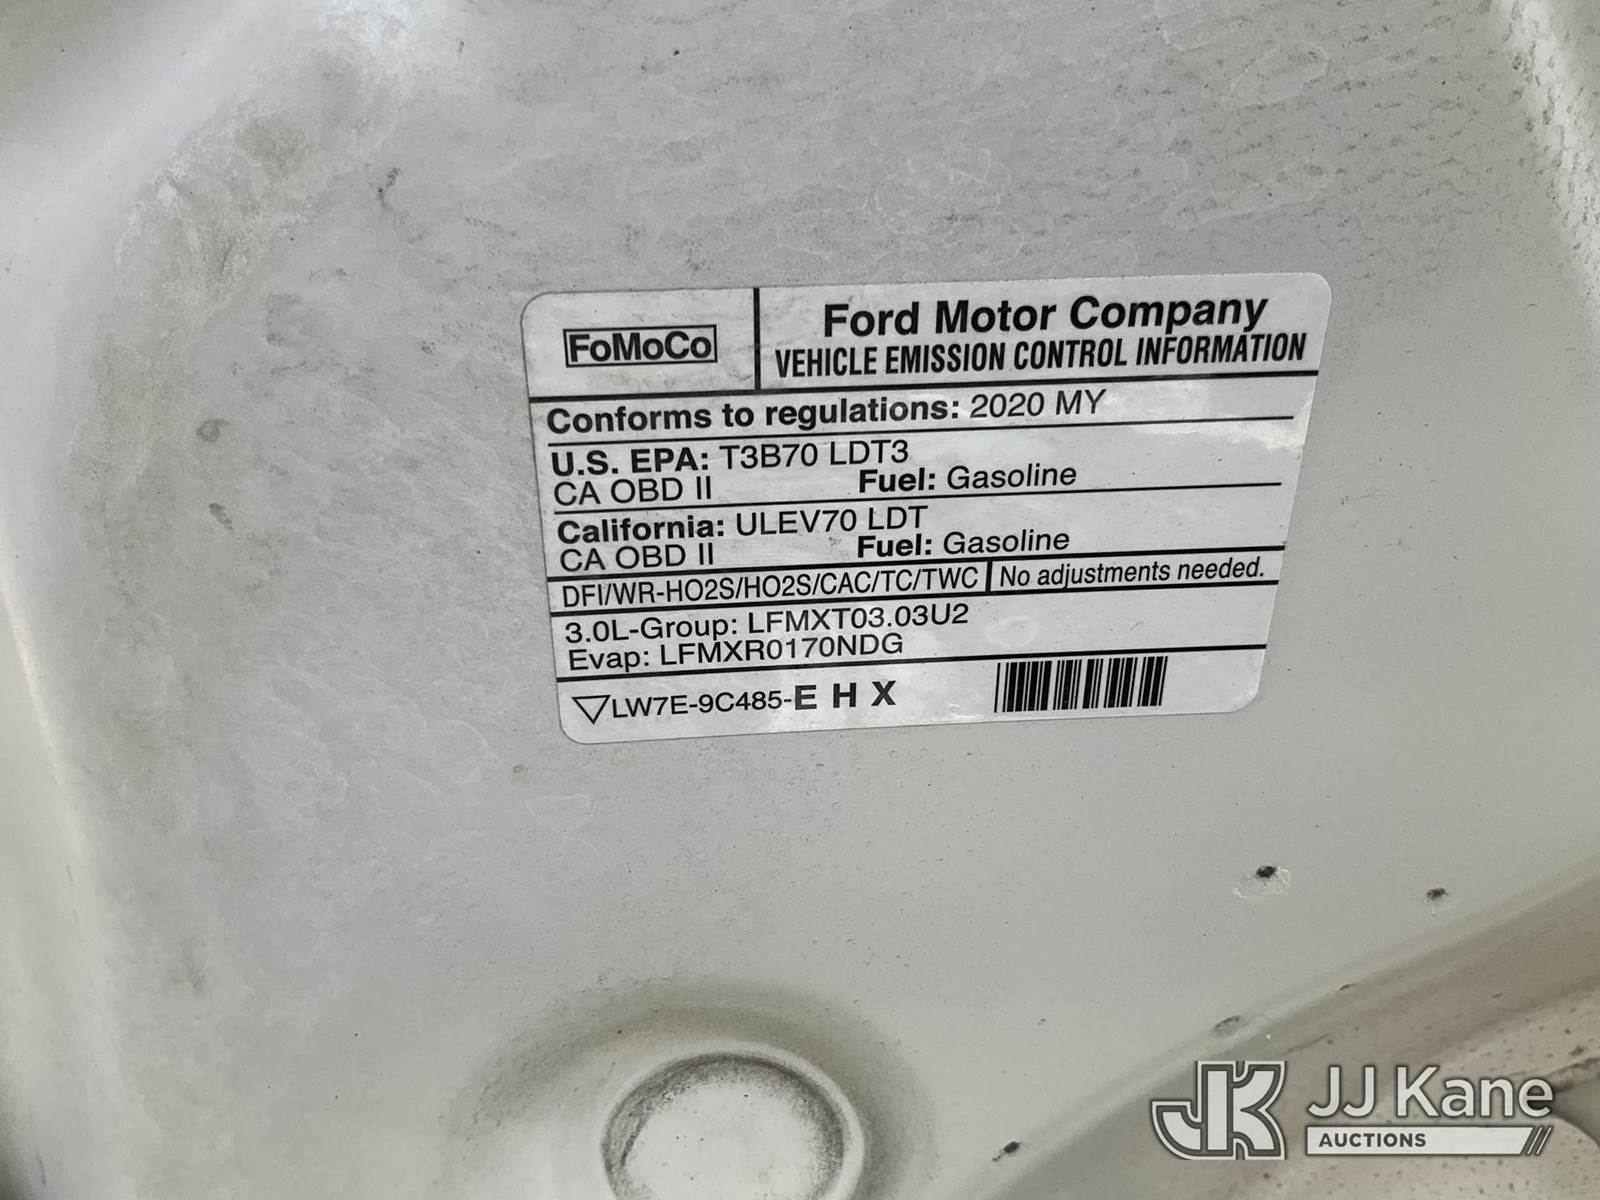 FoMoCo
Ford Motor Company
VEHICLE EMISSION CONTROL INFORMATION
Conforms to regulations: 2020 MY
U.S. EPA: T3B70 LDT3
CA OBD II Fuel: Gasoline
California: ULEV70 LDT
CA OBD II Fuel: Gasoline
DFI/WR-HO2S/HO2S/CAC/TC/TWC No adjustments needed.
3.0L-Group: LFMXT03.03U2
Evap: LFMXR0170NDG
LW7E-9C485-E H X
JK JJ Kane
AUCTIONS